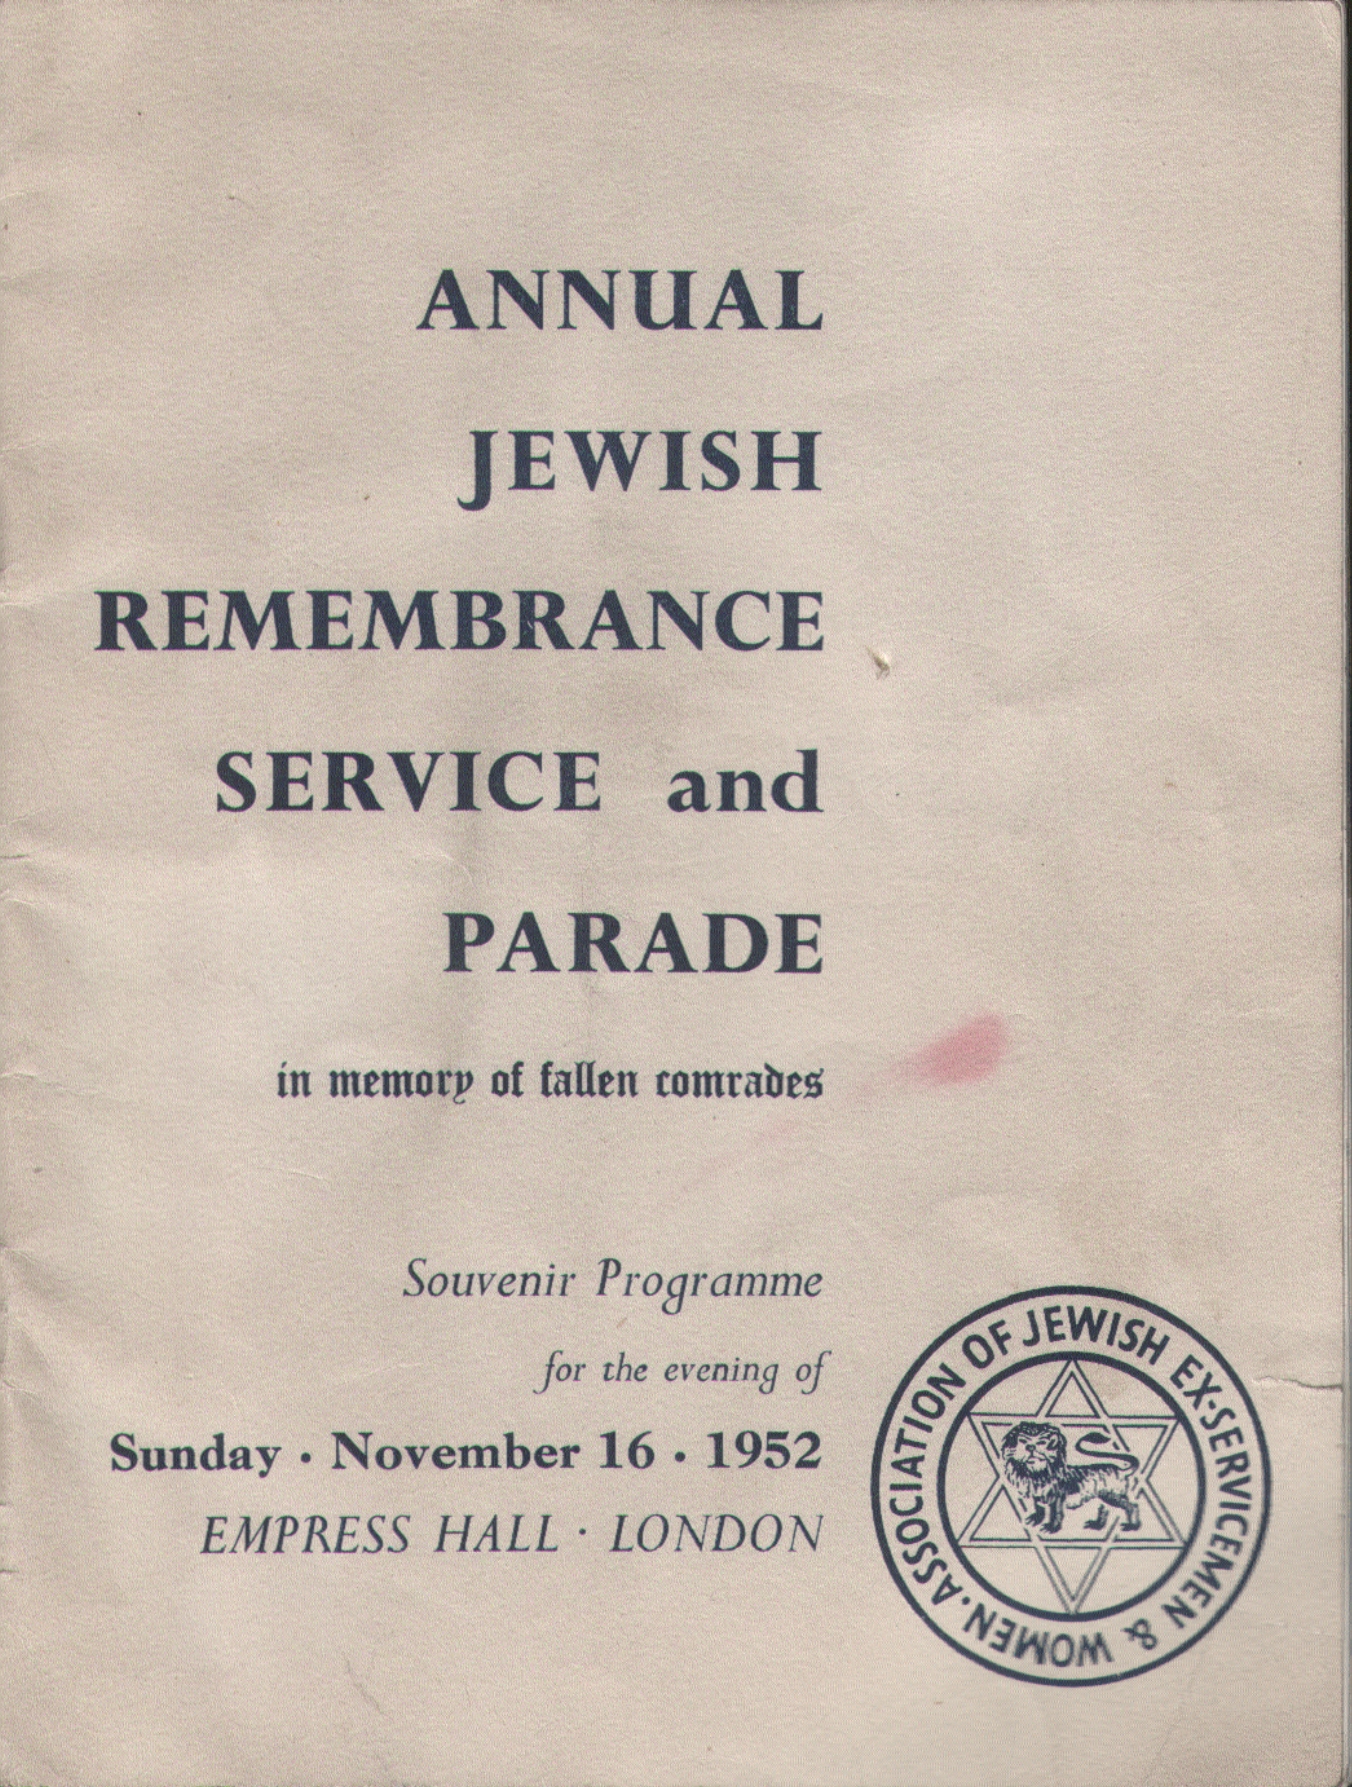 ANNUAL
JEWISH
REMEMBRANCE
SERVICE and
PARADE
in memory of fallen comrades
Souvenir Programme
for the evening of
Sunday · November 16 · 1952
EMPRESS HALL · LONDON
ASSOCIATION OF JEWISH EX-SERVICEMEN & WOMEN ·